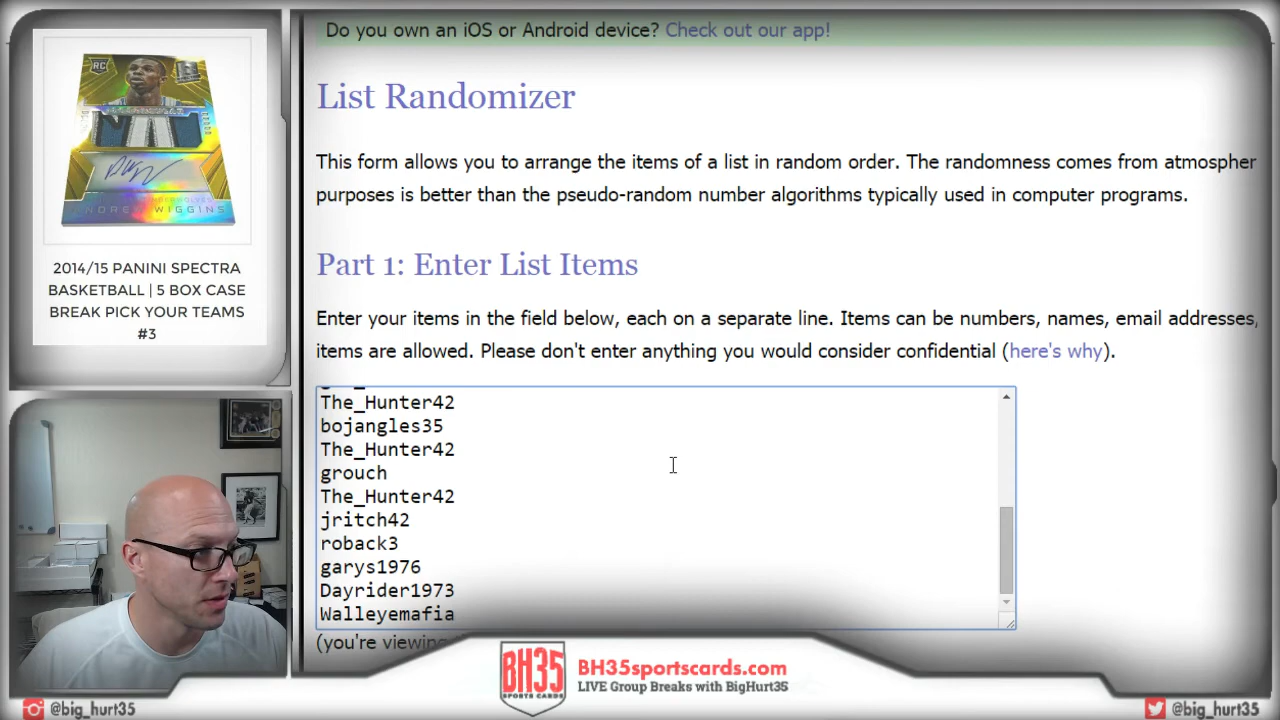 Do you own an iOS or Android device? Check out our app!
List Randomizer
This form allows you to arrange the items of a list in random order. The randomness comes from atmospher
purposes is better than the pseudo-random number algorithms typically used in computer programs.
Part 1: Enter List Items
Enter your items in the field below, each on a separate line. Items can be numbers, names, email addresses,
items are allowed. Please don't enter anything you would consider confidential (here's why).
The_Hunter42
bojangles35
The_Hunter42
grouch
The_Hunter42
jritch42
roback3
garys1976
Dayrider1973
Walleyemafia
(you're viewing
RC
ANDREW WIGGINS
2014/15 PANINI SPECTRA
BASKETBALL | 5 BOX CASE
BREAK PICK YOUR TEAMS
#3
BH35
SPORTS CARDS
BH35sportscards.com
LIVE Group Breaks with BigHurt35
@big_hurt35
@big_hurt35